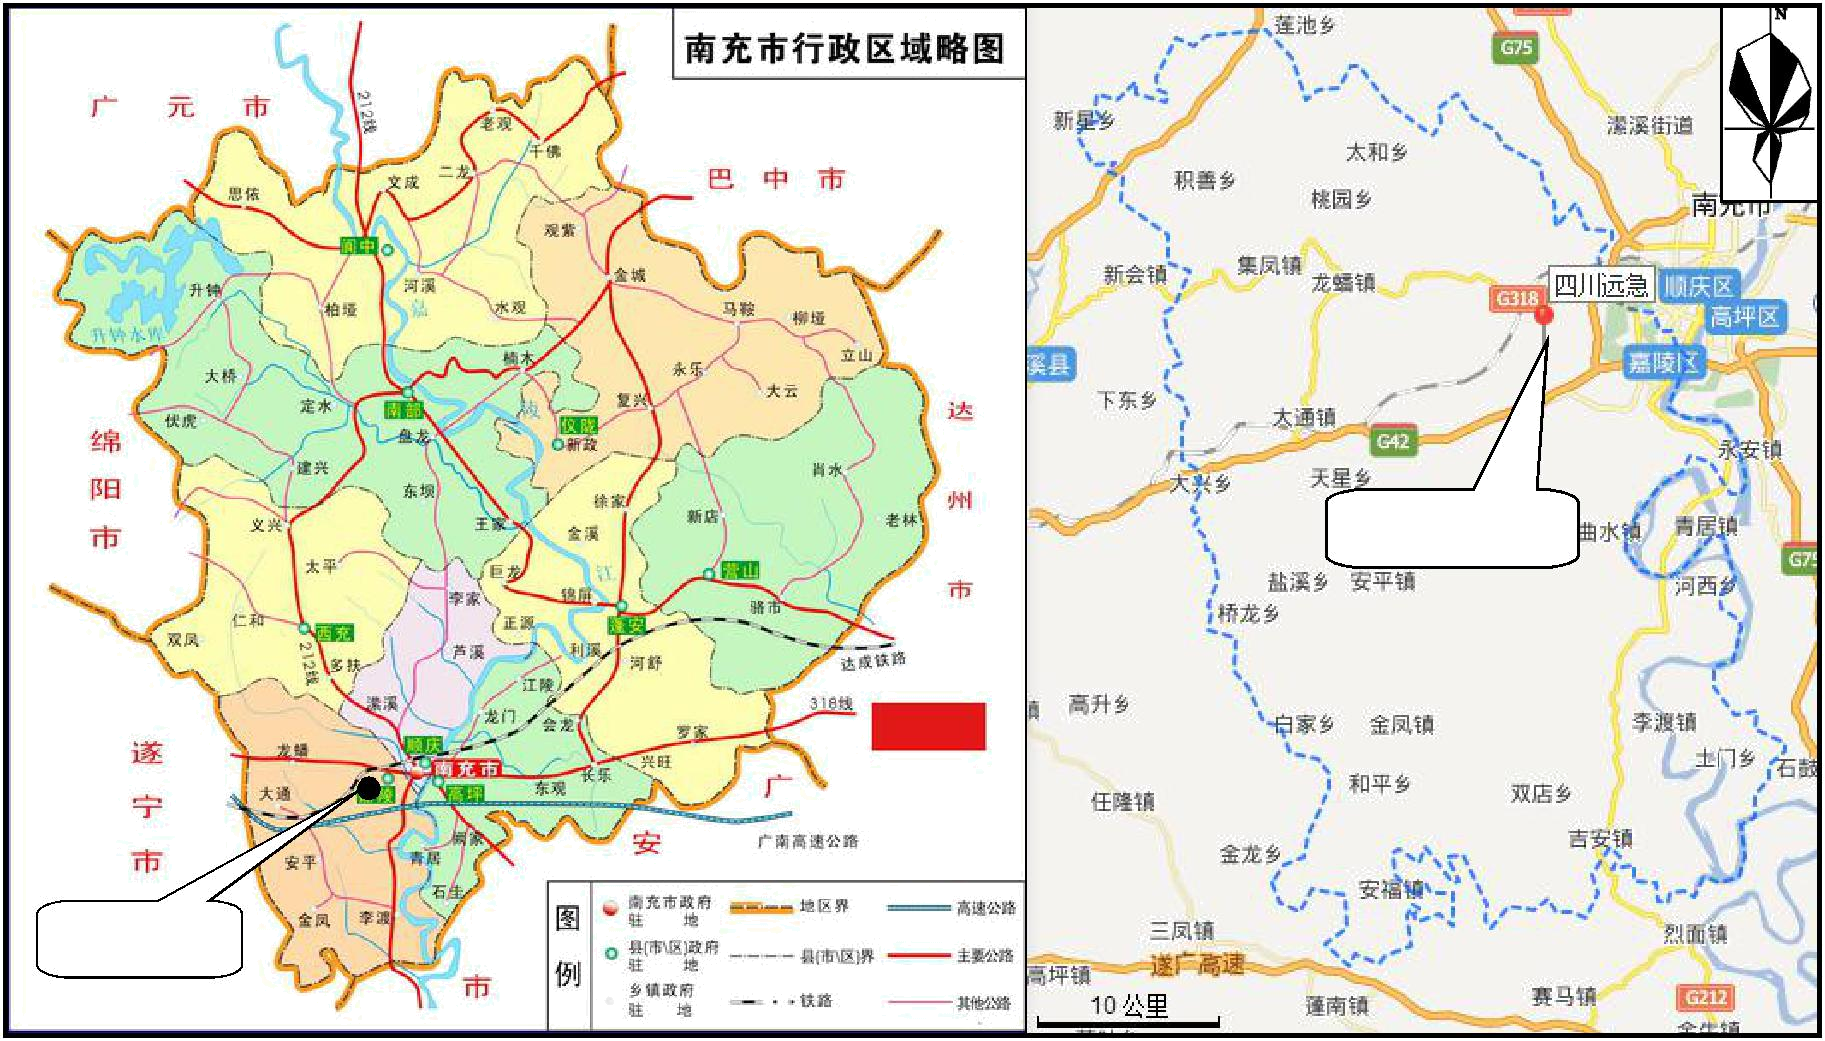 南充市行政区域略图
广元市
212线
老观
千佛
二龙
文成
巴中市
思依
观紫
阆中
金城
升钟
河溪
嘉
柏垭
水观
马鞍
柳垭
升钟水库
立山
楠木
大桥
永乐
大云
定水
南部
陵
复兴
伏虎
仪陇
达州市
盘龙
新政
绵阳市
建兴
肖水
东坝
徐家
义兴
王家
新店
老林
金溪
太平
巨龙
江
营山
李家
锦屏
骆市
仁和
正源
蓬安
西充
双凤
212线
芦溪
利溪
河舒
达成铁路
多扶
江陵
潆溪
龙门
会龙
318线
罗家
遂宁市
龙蟠
顺庆
南充市
兴旺
长乐
大通
陵
高坪
东观
广
安
广南高速公路
阙家
安平
青居
石圭
金凤
李渡
市
图例
南充市政府驻地
地区界
高速公路
县(市\区)政府驻地
县(市\区)界
主要公路
乡镇政府驻地
铁路
其他公路
莲池乡
G75
N
新星乡
潆溪街道
太和乡
积善乡
桃园乡
南充市
新会镇
集凤镇
龙蟠镇
G318
四川远急
顺庆区
高坪区
溪县
嘉陵区
下东乡
大通镇
G42
永安镇
大兴乡
天星乡
曲水镇
青居镇
G75
盐溪乡
安平镇
河西乡
桥龙乡
镇
高升乡
白家乡
金凤镇
李渡镇
土门乡
石鼓
任隆镇
和平乡
双店乡
吉安镇
金龙乡
安福镇
三凤镇
烈面镇
高坪镇
遂广高速
10 公里
蓬南镇
赛马镇
G212